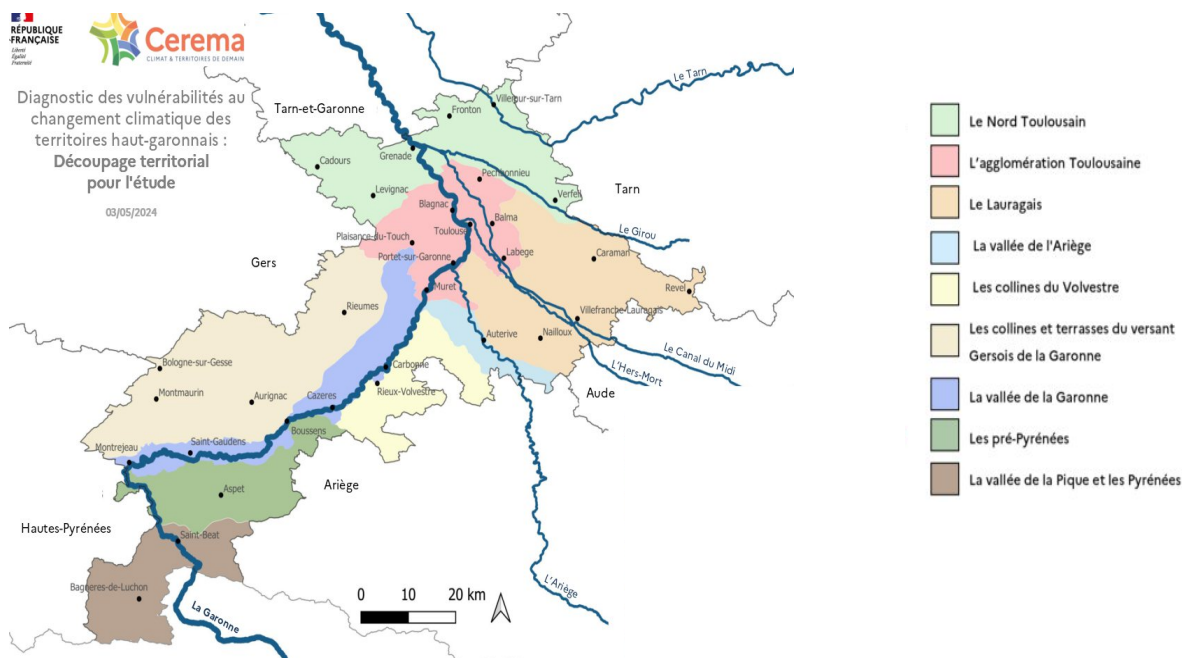 RÉPUBLIQUE
FRANÇAISE
Liberté
Égalité
Fraternité
Cerema
CLIMAT & TERRITOIRES DE DEMAIN
Diagnostic des vulnérabilités au
changement climatique des
territoires haut-garonnais :
Découpage territorial
pour l'étude
03/05/2024
Tarn-et-Garonne
Le Tarn
Villemur-sur-Tarn
Fronton
Grenade
Cadours
Pechbonnieu
Levignac
Tarn
Verfeil
Blagnac
Balma
Toulouse
Le Girou
Plaisance-du-Touch
Labege
Caraman
Portet-sur-Garonne
Gers
Revel
Muret
Rieumes
Villefranche-Lauragais
Auterive
Nailloux
Le Canal du Midi
Bologne-sur-Gesse
Carbonne
L'Hers-Mort
Rieux-Volvestre
Aude
Montmaurin
Aurignac
Cazeres
Boussens
Saint-Gaudens
Montrejeau
Ariège
Aspet
Hautes-Pyrénées
Saint-Beat
Bagneres-de-Luchon
L'Ariège
La Garonne
0 10 20 km
Le Nord Toulousain
L'agglomération Toulousaine
Le Lauragais
La vallée de l'Ariège
Les collines du Volvestre
Les collines et terrasses du versant
Gersois de la Garonne
La vallée de la Garonne
Les pré-Pyrénées
La vallée de la Pique et les Pyrénées